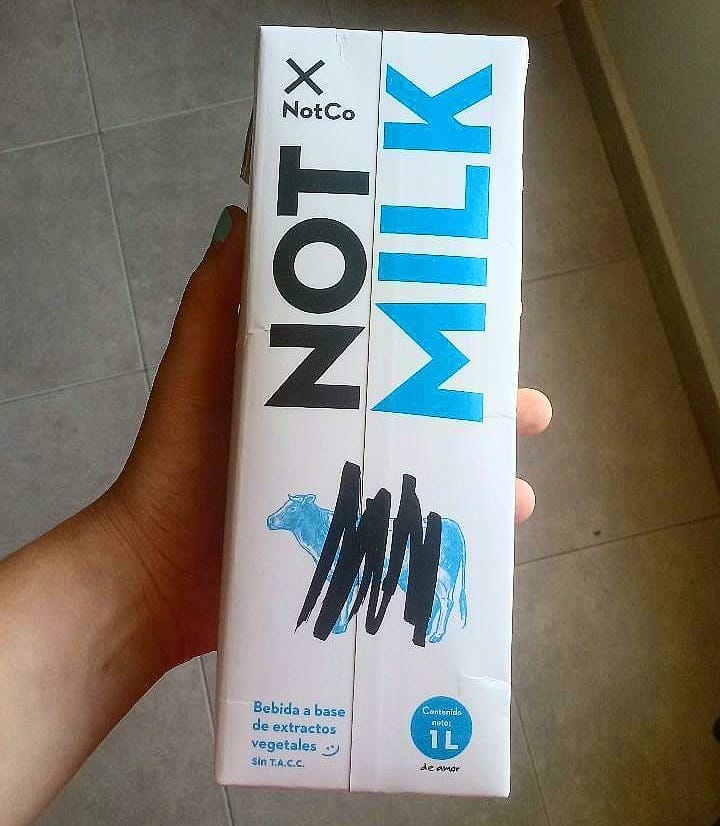 NotCo
NOT
MILK
Bebida a base
de extractos
vegetales
Sin T.A.C.C.
Contenido
neto:
1L
de amor